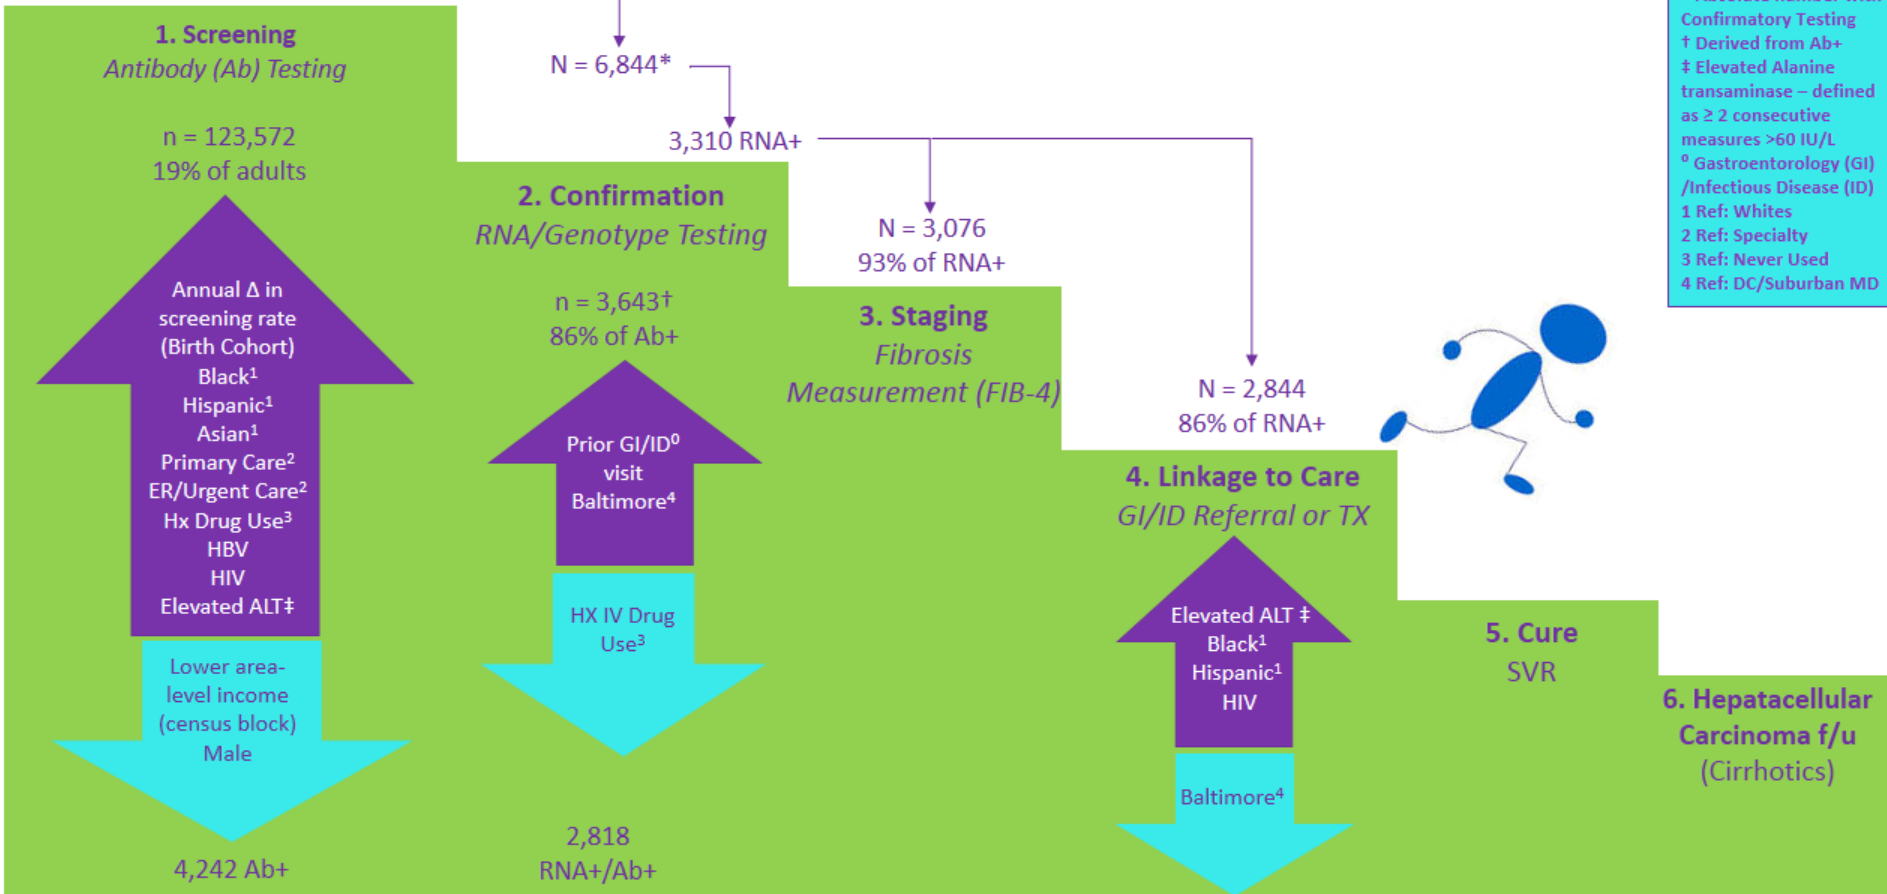 1. Screening
Antibody (Ab) Testing
n = 123,572
19% of adults
Annual Δ in
screening rate
(Birth Cohort)
Black¹
Hispanic¹
Asian¹
Primary Care²
ER/Urgent Care²
Hx Drug Use³
HBV
HIV
Elevated ALT‡
Lower area-
level income
(census block)
Male
4,242 Ab+
N = 6,844*
3,310 RNA+
2. Confirmation
RNA/Genotype Testing
n = 3,643†
86% of Ab+
Prior GI/ID⁰
visit
Baltimore⁴
HX IV Drug
Use³
2,818
RNA+/Ab+
N = 3,076
93% of RNA+
3. Staging
Fibrosis
Measurement (FIB-4)
N = 2,844
86% of RNA+
4. Linkage to Care
GI/ID Referral or TX
Elevated ALT ‡
Black¹
Hispanic¹
HIV
Baltimore⁴
5. Cure
SVR
6. Hepatacellular
Carcinoma f/u
(Cirrhotics)
Confirmatory Testing
† Derived from Ab+
‡ Elevated Alanine
transaminase – defined
as ≥ 2 consecutive
measures >60 IU/L
⁰ Gastroentorology (GI)
/Infectious Disease (ID)
1 Ref: Whites
2 Ref: Specialty
3 Ref: Never Used
4 Ref: DC/Suburban MD